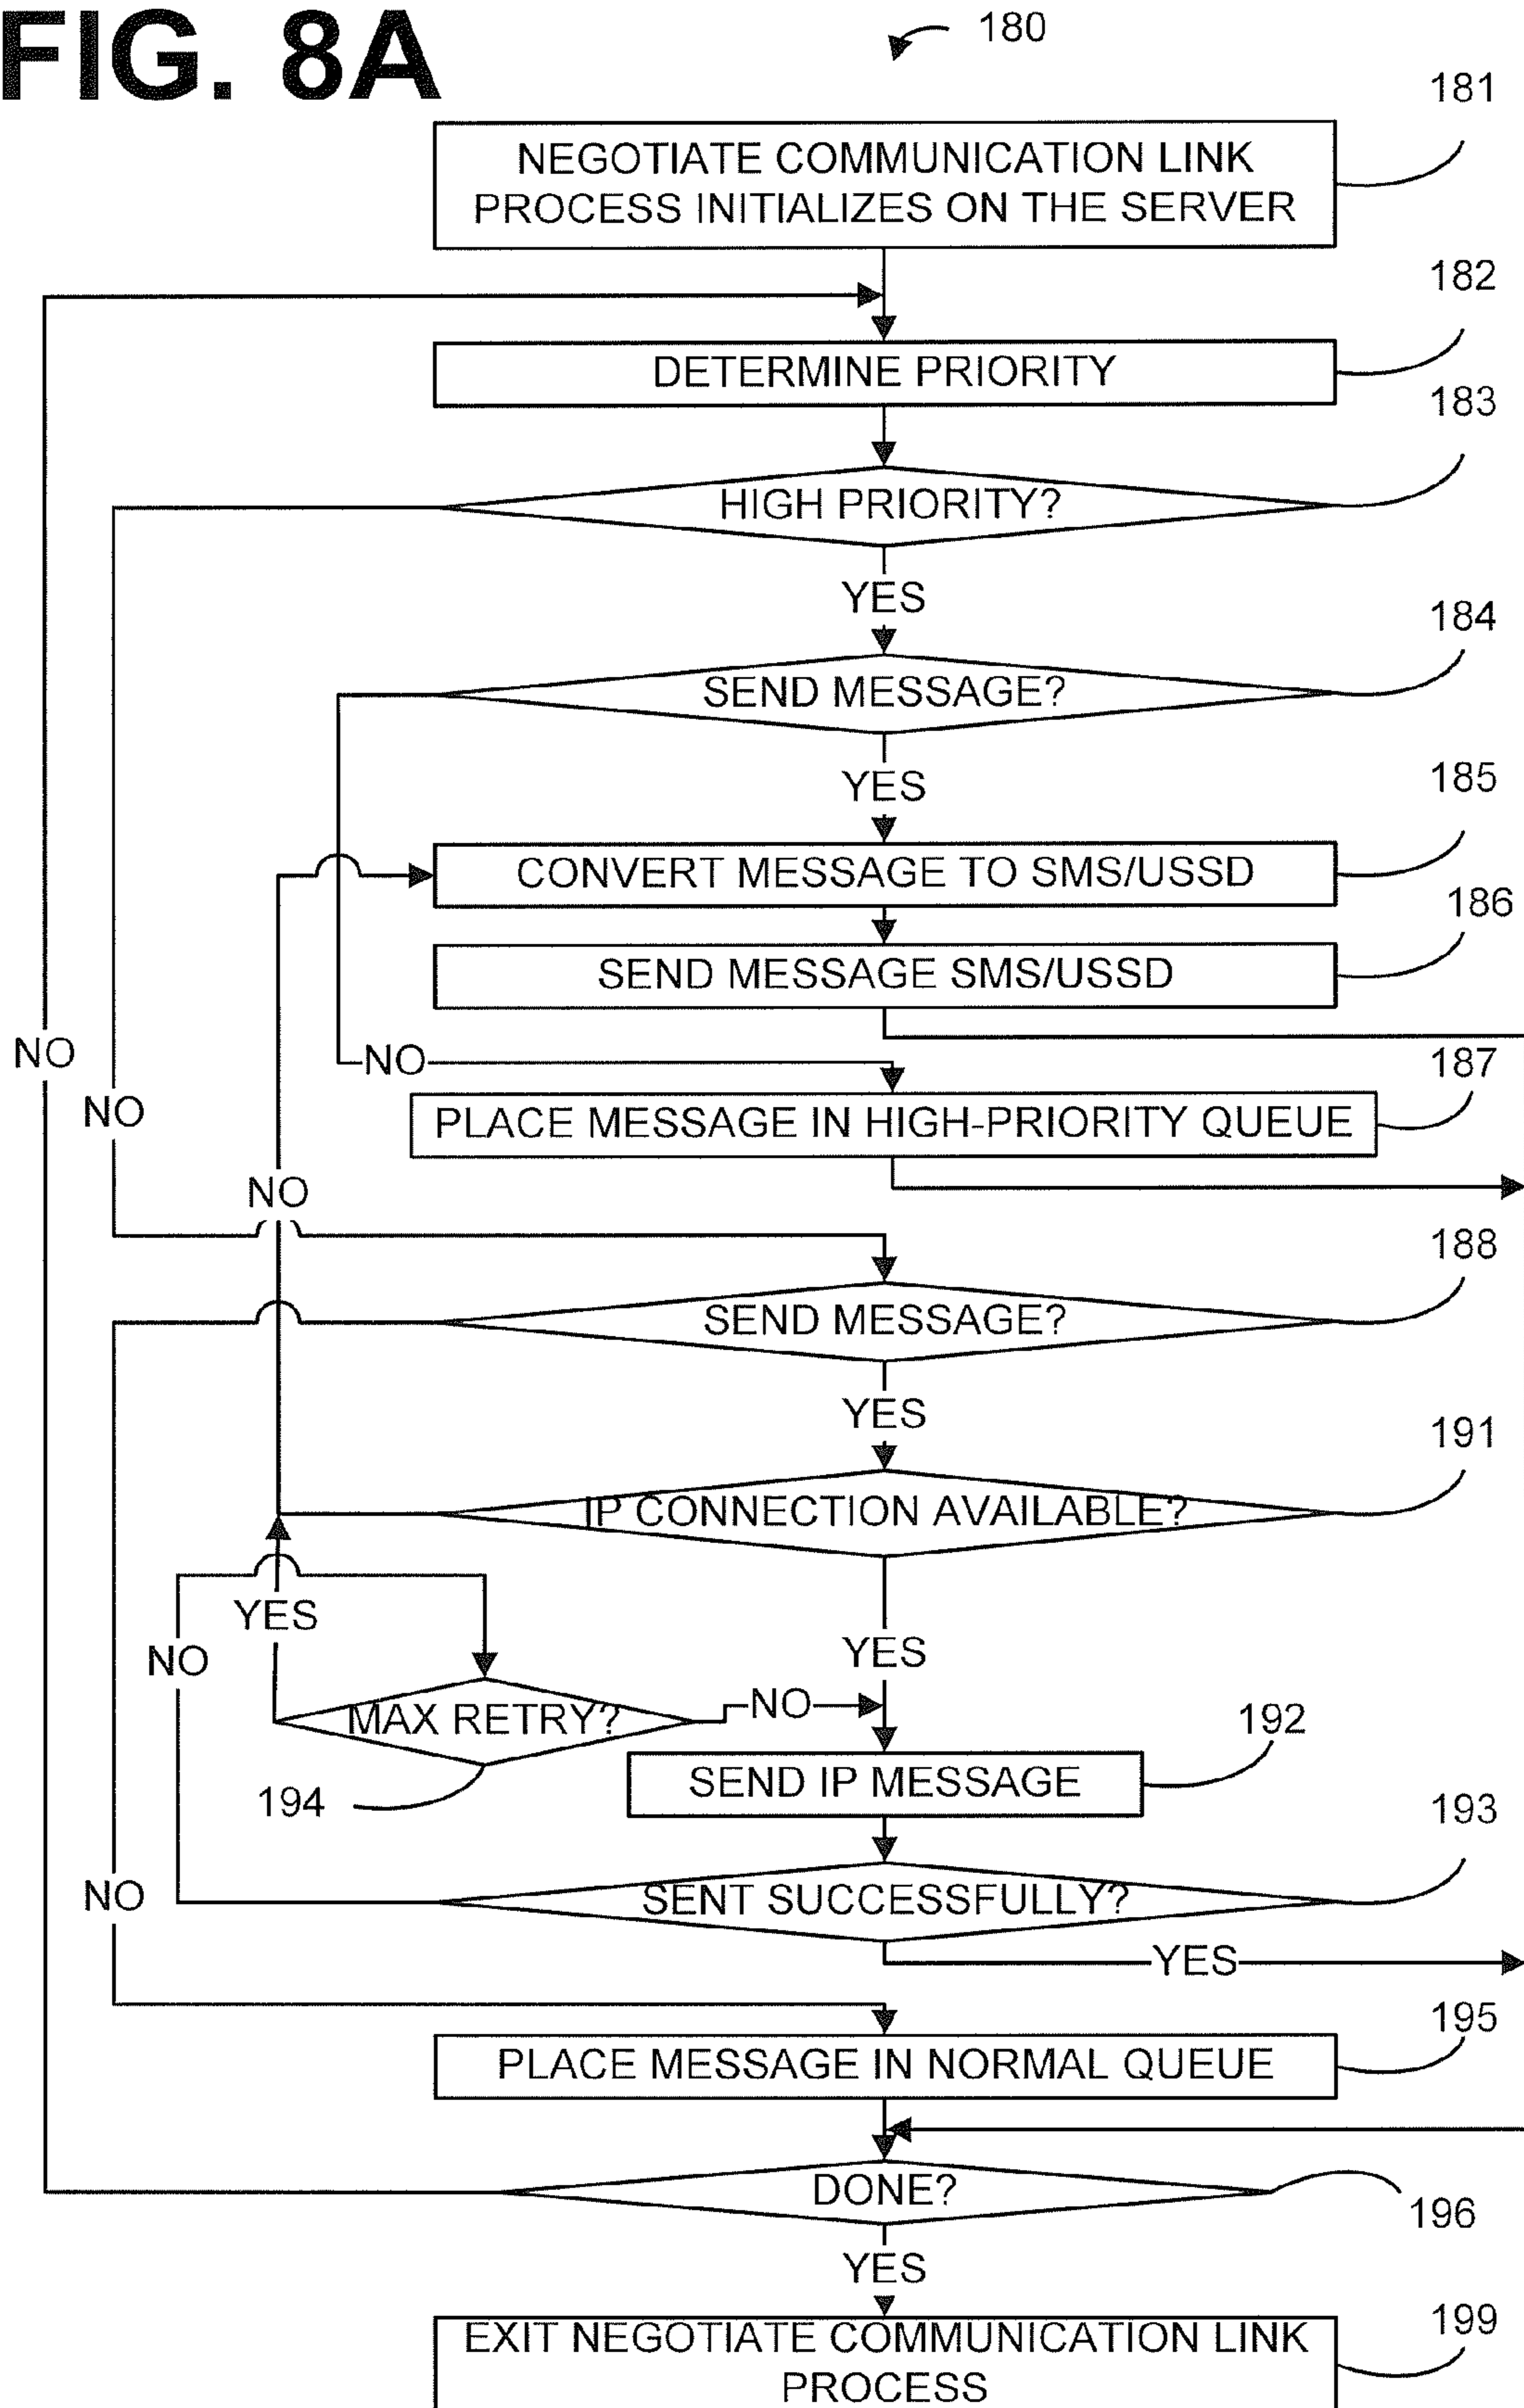 FIG. 8A
180
181
NEGOTIATE COMMUNICATION LINK
PROCESS INITIALIZES ON THE SERVER
182
DETERMINE PRIORITY
183
HIGH PRIORITY?
YES
184
SEND MESSAGE?
YES
185
CONVERT MESSAGE TO SMS/USSD
186
SEND MESSAGE SMS/USSD
NO
NO
187
PLACE MESSAGE IN HIGH-PRIORITY QUEUE
NO
NO
188
SEND MESSAGE?
YES
191
IP CONNECTION AVAILABLE?
YES
NO
YES
MAX RETRY?
NO
194
192
SEND IP MESSAGE
193
SENT SUCCESSFULLY?
NO
YES
195
PLACE MESSAGE IN NORMAL QUEUE
DONE?
196
YES
199
EXIT NEGOTIATE COMMUNICATION LINK
PROCESS